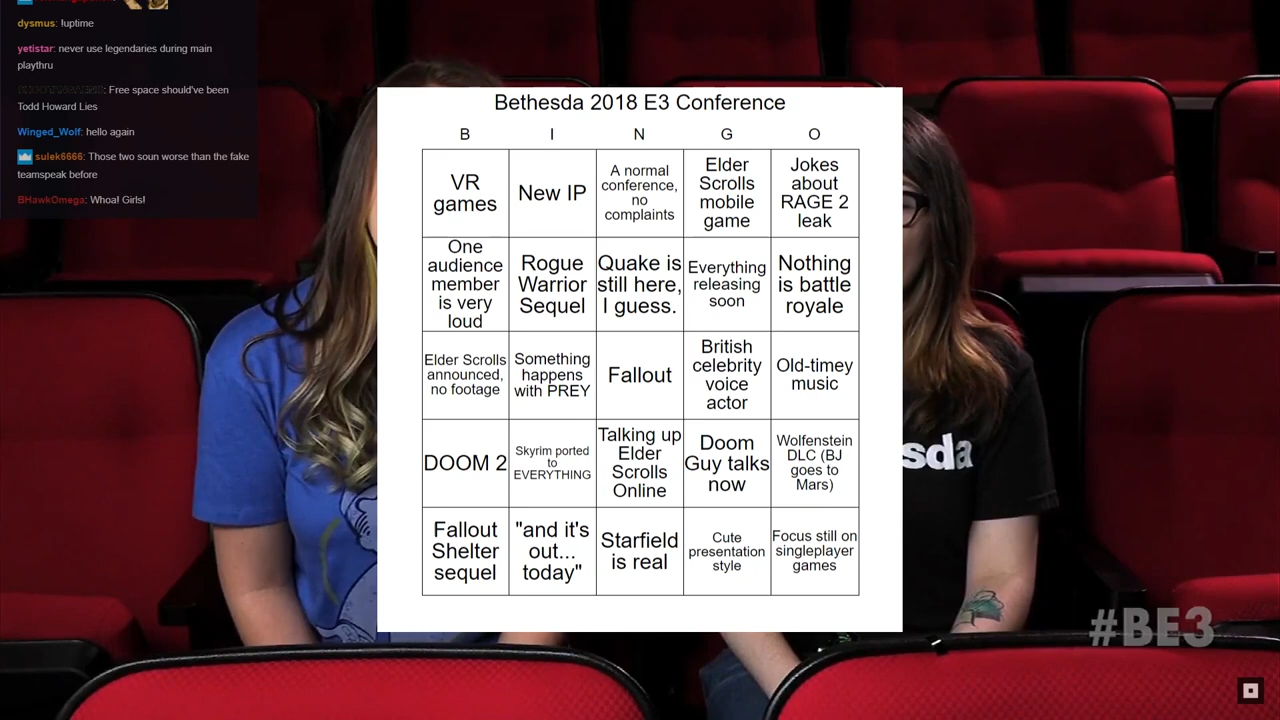 dysmus: !uptime
yetistar: never use legendaries during main
playthru
: Free space should've been
Todd Howard Lies
Winged_Wolf: hello again
sulek6666: Those two soun worse than the fake
teamspeak before
BHawkOmega: Whoa! Girls!
Bethesda 2018 E3 Conference
B I N G O
VR
games
New IP
A normal
conference,
no
complaints
Elder
Scrolls
mobile
game
Jokes
about
RAGE 2
leak
One
audience
member
is very
loud
Rogue
Warrior
Sequel
Quake is
still here,
I guess.
Everything
releasing
soon
Nothing
is battle
royale
Elder Scrolls
announced,
no footage
Something
happens
with PREY
Fallout
British
celebrity
voice
actor
Old-timey
music
DOOM 2
Skyrim ported
to
EVERYTHING
Talking up
Elder
Scrolls
Online
Doom
Guy talks
now
Wolfenstein
DLC (BJ
goes to
Mars)
Fallout
Shelter
sequel
"and it's
out...
today"
Starfield
is real
Cute
presentation
style
Focus still on
singleplayer
games
sda
#BE3